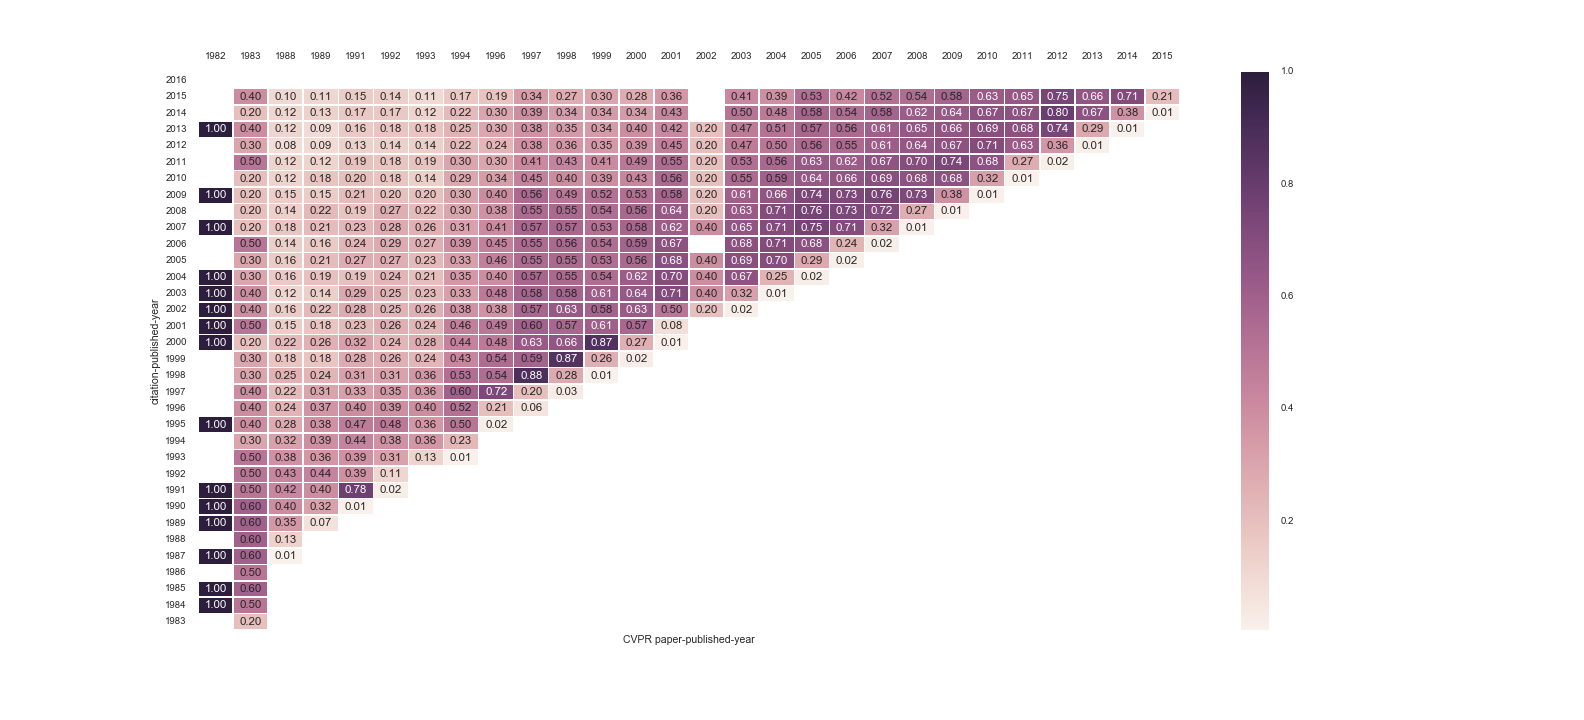 1982 1983 1988 1989 1991 1992 1993 1994 1996 1997 1998 1999 2000 2001 2002 2003 2004 2005 2006 2007 2008 2009 2010 2011 2012 2013 2014 2015
2016
2015 0.40 0.10 0.11 0.15 0.14 0.11 0.17 0.19 0.34 0.27 0.30 0.28 0.36 0.41 0.39 0.53 0.42 0.52 0.54 0.58 0.63 0.65 0.75 0.66 0.71 0.21
2014 0.20 0.12 0.13 0.17 0.17 0.12 0.22 0.30 0.39 0.34 0.34 0.34 0.43 0.50 0.48 0.58 0.54 0.58 0.62 0.64 0.67 0.67 0.80 0.67 0.38 0.01
2013 1.00 0.40 0.12 0.09 0.16 0.18 0.18 0.25 0.30 0.38 0.35 0.34 0.40 0.42 0.20 0.47 0.51 0.57 0.56 0.61 0.65 0.66 0.69 0.68 0.74 0.29 0.01
2012 0.30 0.08 0.09 0.13 0.14 0.14 0.22 0.24 0.38 0.36 0.35 0.39 0.45 0.20 0.47 0.50 0.56 0.55 0.61 0.64 0.67 0.71 0.63 0.36 0.01
2011 0.50 0.12 0.12 0.19 0.18 0.19 0.30 0.30 0.41 0.43 0.41 0.49 0.55 0.20 0.53 0.56 0.63 0.62 0.67 0.70 0.74 0.68 0.27 0.02
2010 0.20 0.12 0.18 0.20 0.18 0.14 0.29 0.34 0.45 0.40 0.39 0.43 0.56 0.20 0.55 0.59 0.64 0.66 0.69 0.68 0.68 0.32 0.01
2009 1.00 0.20 0.15 0.15 0.21 0.20 0.20 0.30 0.40 0.56 0.49 0.52 0.53 0.58 0.20 0.61 0.66 0.74 0.73 0.76 0.73 0.38 0.01
2008 0.20 0.14 0.22 0.19 0.27 0.22 0.30 0.38 0.55 0.55 0.54 0.56 0.64 0.20 0.63 0.71 0.76 0.73 0.72 0.27 0.01
2007 1.00 0.20 0.18 0.21 0.23 0.28 0.26 0.31 0.41 0.57 0.57 0.53 0.58 0.62 0.40 0.65 0.71 0.75 0.71 0.32 0.01
2006 0.50 0.14 0.16 0.24 0.29 0.27 0.39 0.45 0.55 0.56 0.54 0.59 0.67 0.68 0.71 0.68 0.24 0.02
2005 0.30 0.16 0.21 0.27 0.27 0.23 0.33 0.46 0.55 0.55 0.53 0.56 0.68 0.40 0.69 0.70 0.29 0.02
2004 1.00 0.30 0.16 0.19 0.19 0.24 0.21 0.35 0.40 0.57 0.55 0.54 0.62 0.70 0.40 0.67 0.25 0.02
2003 1.00 0.40 0.12 0.14 0.29 0.25 0.23 0.33 0.48 0.58 0.58 0.61 0.64 0.71 0.40 0.32 0.01
2002 1.00 0.40 0.16 0.22 0.28 0.25 0.26 0.38 0.38 0.57 0.63 0.58 0.63 0.50 0.20 0.02
2001 1.00 0.50 0.15 0.18 0.23 0.26 0.24 0.46 0.49 0.60 0.57 0.61 0.57 0.08
2000 1.00 0.20 0.22 0.26 0.32 0.24 0.28 0.44 0.48 0.63 0.66 0.87 0.27 0.01
1999 0.30 0.18 0.18 0.28 0.26 0.24 0.43 0.54 0.59 0.87 0.26 0.02
1998 0.30 0.25 0.24 0.31 0.31 0.36 0.53 0.54 0.88 0.28 0.01
1997 0.40 0.22 0.31 0.33 0.35 0.36 0.60 0.72 0.20 0.03
1996 0.40 0.24 0.37 0.40 0.39 0.40 0.52 0.21 0.06
1995 1.00 0.40 0.28 0.38 0.47 0.48 0.36 0.50 0.02
1994 0.30 0.32 0.39 0.44 0.38 0.36 0.23
1993 0.50 0.38 0.36 0.39 0.31 0.13 0.01
1992 0.50 0.43 0.44 0.39 0.11
1991 1.00 0.50 0.42 0.40 0.78 0.02
1990 1.00 0.60 0.40 0.32 0.01
1989 1.00 0.60 0.35 0.07
1988 0.60 0.13
1987 1.00 0.60 0.01
1986 0.50
1985 1.00 0.60
1984 1.00 0.50
1983 0.20
citation-published-year
CVPR paper-published-year
1.0
0.8
0.6
0.4
0.2